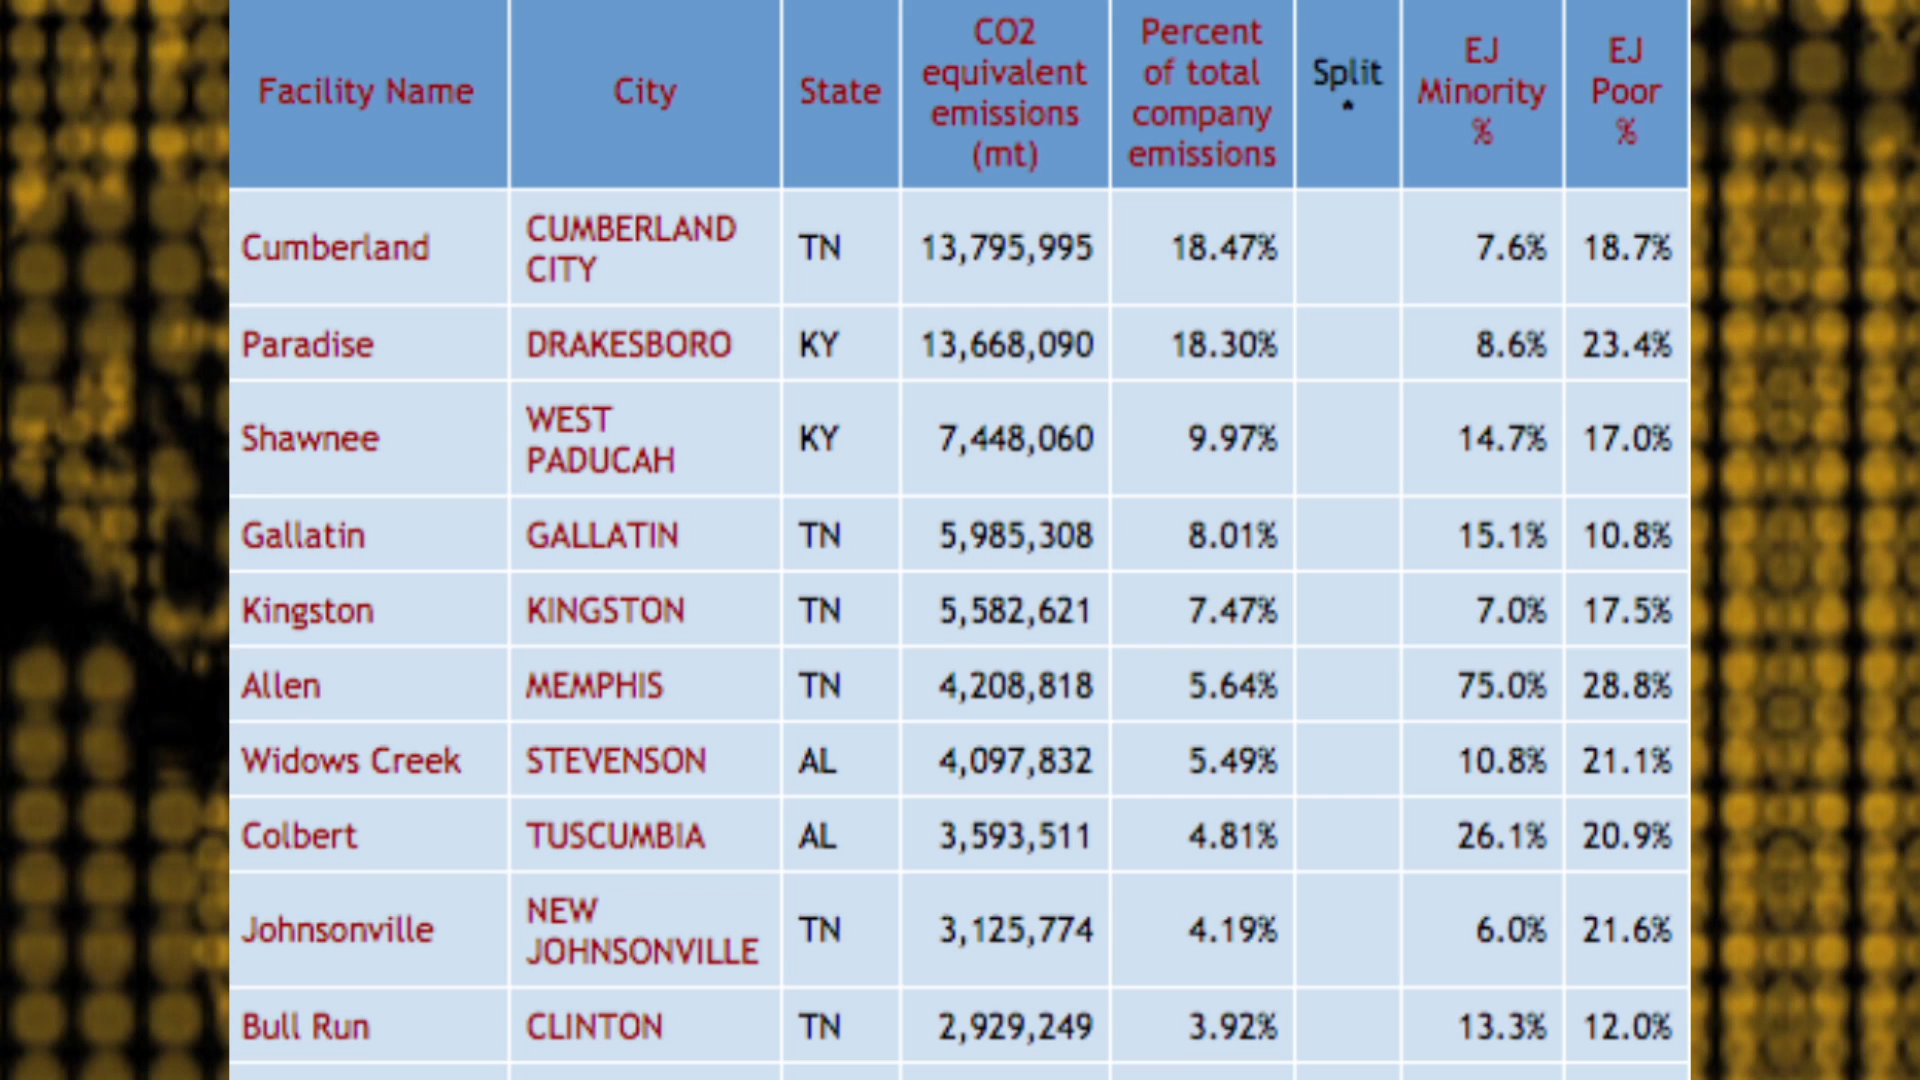 Facility Name City State CO2 equivalent emissions (mt) Percent of total company emissions Split * EJ Minority % EJ Poor %
Cumberland CUMBERLAND CITY TN 13,795,995 18.47% 7.6% 18.7%
Paradise DRAKESBORO KY 13,668,090 18.30% 8.6% 23.4%
Shawnee WEST PADUCAH KY 7,448,060 9.97% 14.7% 17.0%
Gallatin GALLATIN TN 5,985,308 8.01% 15.1% 10.8%
Kingston KINGSTON TN 5,582,621 7.47% 7.0% 17.5%
Allen MEMPHIS TN 4,208,818 5.64% 75.0% 28.8%
Widows Creek STEVENSON AL 4,097,832 5.49% 10.8% 21.1%
Colbert TUSCUMBIA AL 3,593,511 4.81% 26.1% 20.9%
Johnsonville NEW JOHNSONVILLE TN 3,125,774 4.19% 6.0% 21.6%
Bull Run CLINTON TN 2,929,249 3.92% 13.3% 12.0%